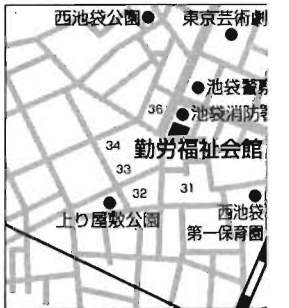 西池袋公園
東京芸術劇
池袋警察
池袋消防署
36
勤労福祉会館
34
33
32
31
上り屋敷公園
西池袋
第一保育園